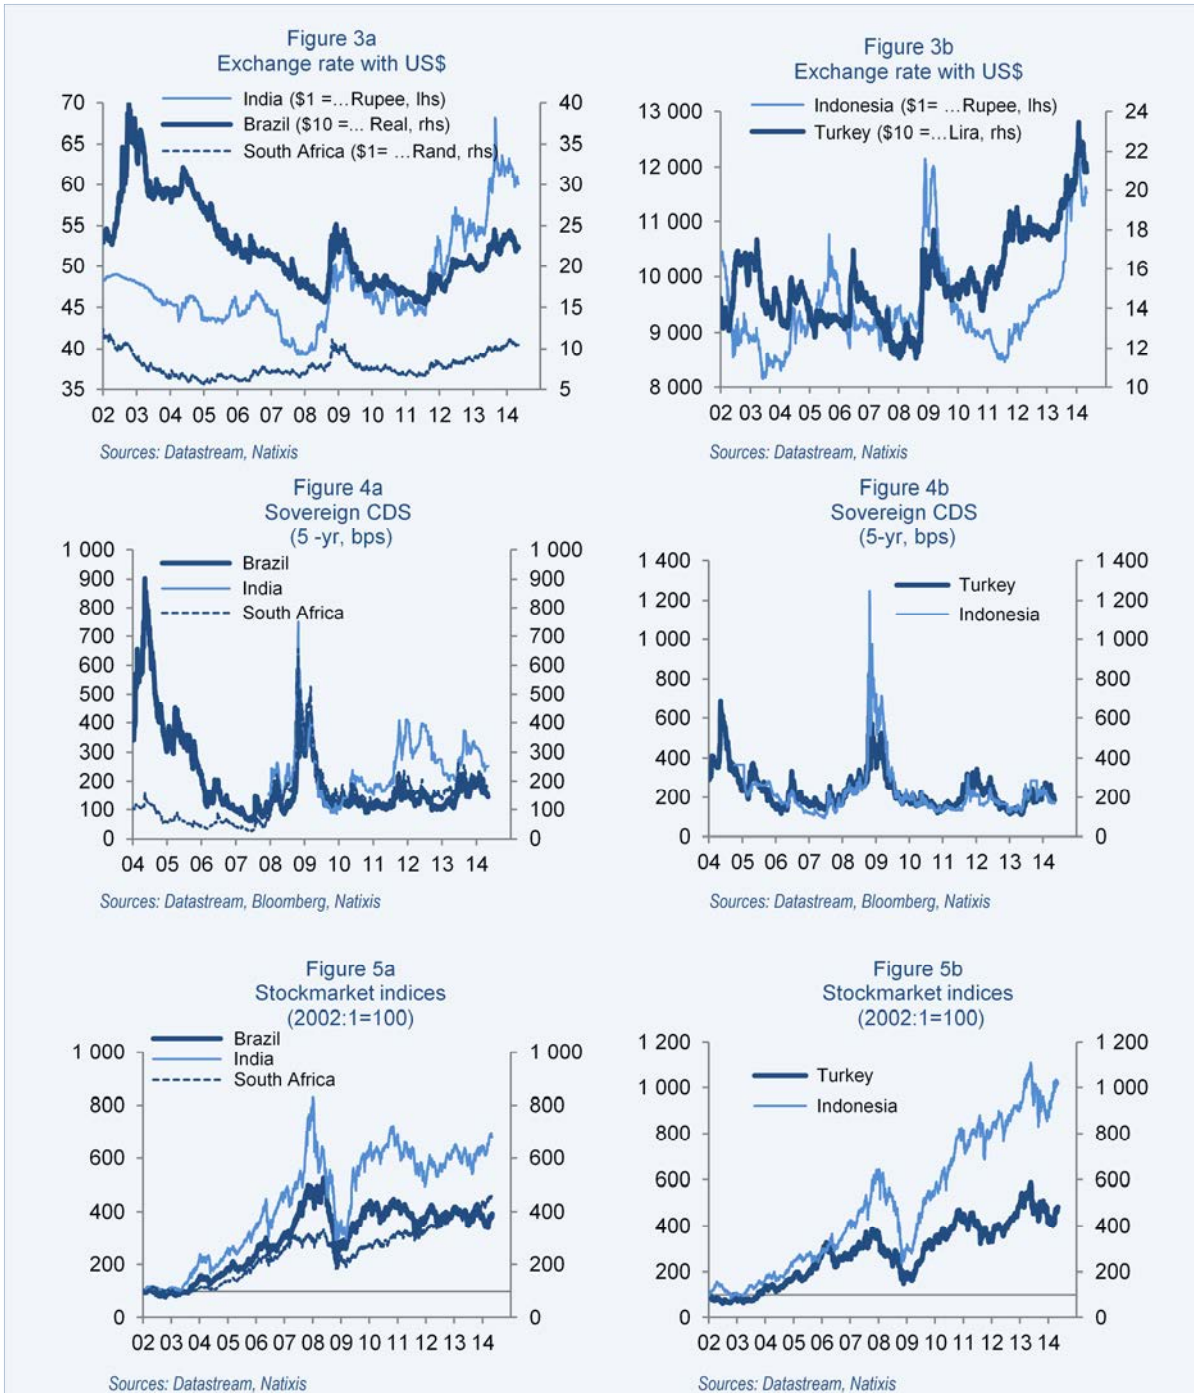 Figure 3a
Exchange rate with US$
India ($1 =...Rupee, lhs)
Brazil ($10 =... Real, rhs)
South Africa ($1= ...Rand, rhs)
70
65
60
55
50
45
40
35
40
35
30
25
20
15
10
5
02 03 04 05 06 07 08 09 10 11 12 13 14
Sources: Datastream, Natixis
Figure 3b
Exchange rate with US$
Indonesia ($1= ...Rupee, lhs)
Turkey ($10 =...Lira, rhs)
13 000
12 000
11 000
10 000
9 000
8 000
24
22
20
18
16
14
12
10
02 03 04 05 06 07 08 09 10 11 12 13 14
Sources: Datastream, Natixis
Figure 4a
Sovereign CDS
(5 -yr, bps)
Brazil
India
South Africa
1 000
900
800
700
600
500
400
300
200
100
0
1 000
900
800
700
600
500
400
300
200
100
0
04 05 06 07 08 09 10 11 12 13 14
Sources: Datastream, Bloomberg, Natixis
Figure 4b
Sovereign CDS
(5-yr, bps)
Turkey
Indonesia
1 400
1 200
1 000
800
600
400
200
0
1 400
1 200
1 000
800
600
400
200
0
04 05 06 07 08 09 10 11 12 13 14
Sources: Datastream, Bloomberg, Natixis
Figure 5a
Stockmarket indices
(2002:1=100)
Brazil
India
South Africa
1 000
800
600
400
200
0
1 000
800
600
400
200
0
02 03 04 05 06 07 08 09 10 11 12 13 14
Sources: Datastream, Natixis
Figure 5b
Stockmarket indices
(2002:1=100)
Turkey
Indonesia
1 200
1 000
800
600
400
200
0
1 200
1 000
800
600
400
200
0
02 03 04 05 06 07 08 09 10 11 12 13 14
Sources: Datastream, Natixis